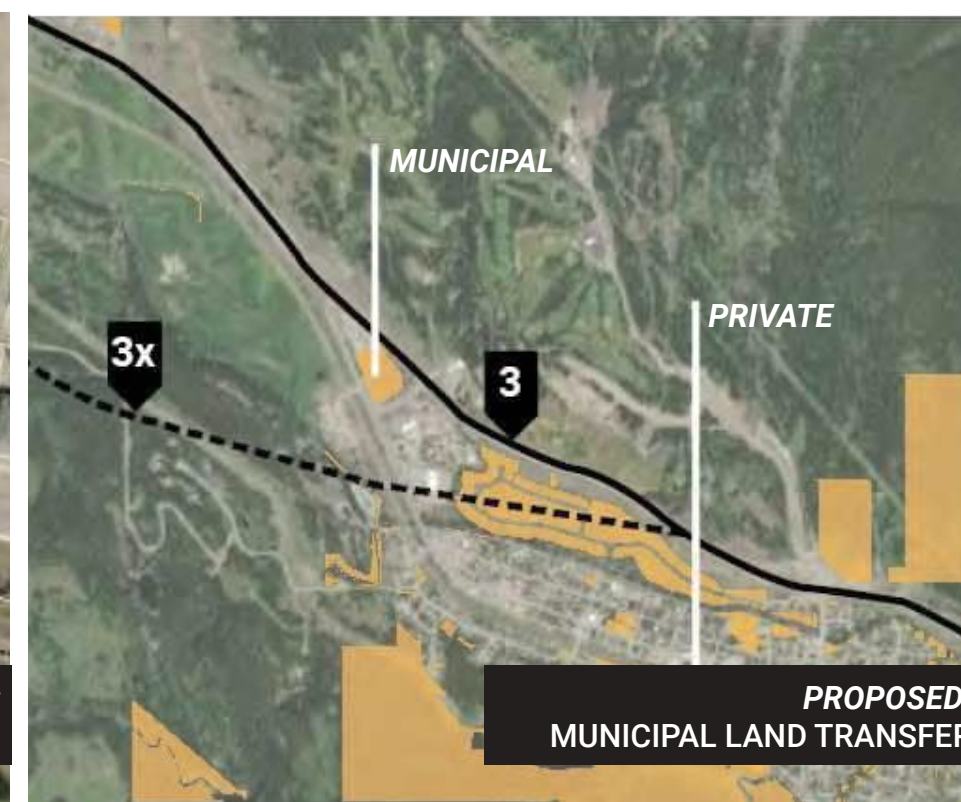 MUNICIPAL
PRIVATE
3x
3
PROPOSED
MUNICIPAL LAND TRANSFER